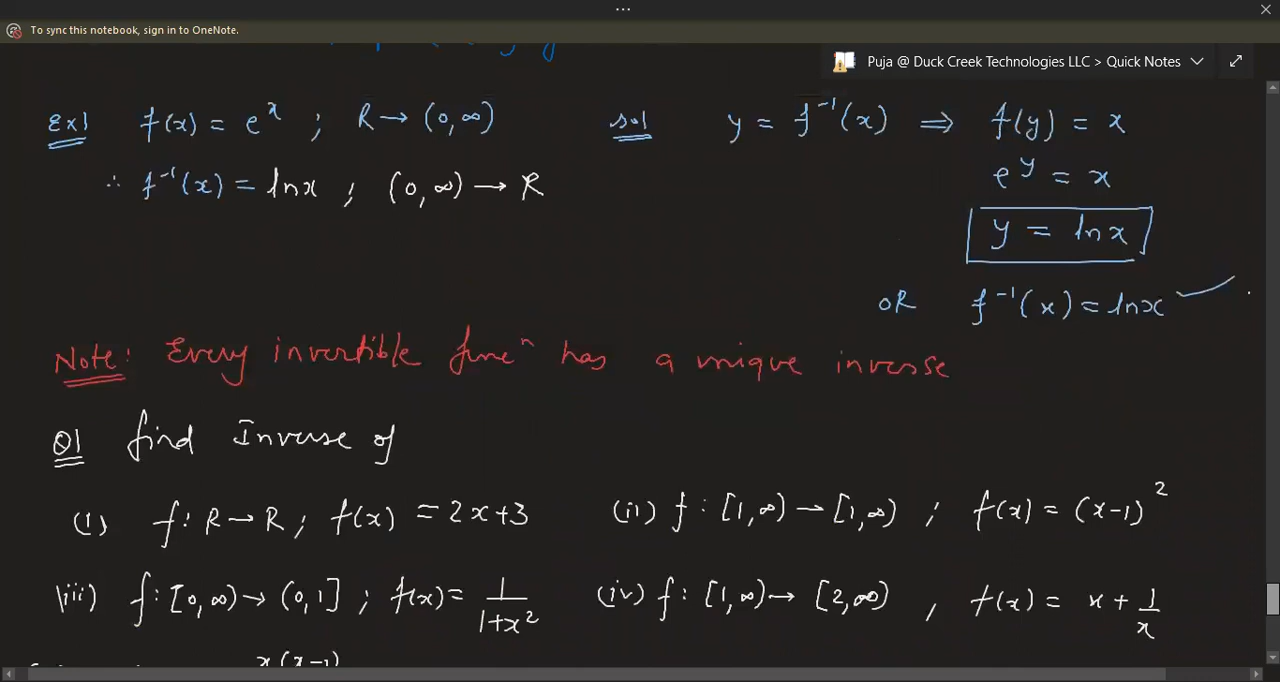 To sync this notebook, sign in to OneNote.
Puja @ Duck Creek Technologies LLC > Quick Notes
Ex1 f(x) = eˣ ; R → (0, ∞)
∴ f⁻¹(x) = ln x ; (0, ∞) → R
sol y = f⁻¹(x) ⇒ f(y) = x
e^y = x
y = ln x
OR f⁻¹(x) = ln x
Note: Every invertible funcⁿ has a unique inverse
Q1 find Inverse of
(i) f: R → R ; f(x) = 2x+3
(ii) f : [1, ∞) → [1, ∞) ; f(x) = (x-1)²
(iii) f: [0, ∞) → (0, 1] ; f(x) = 1/(1+x²)
(iv) f : [1, ∞) → [2, ∞) , f(x) = x + 1/x
x(x-1)